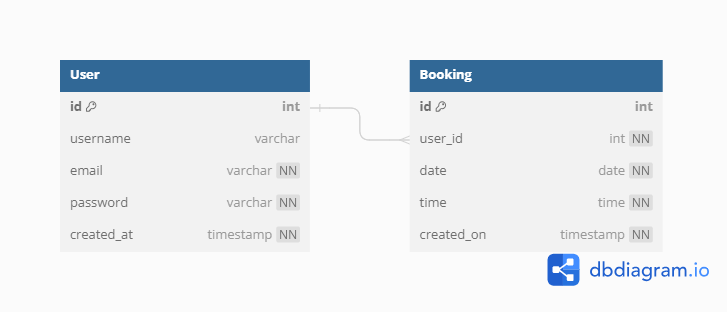 User
id int
username varchar
email varchar NN
password varchar NN
created_at timestamp NN
Booking
id int
user_id int NN
date date NN
time time NN
created_on timestamp NN
dbdiagram.io